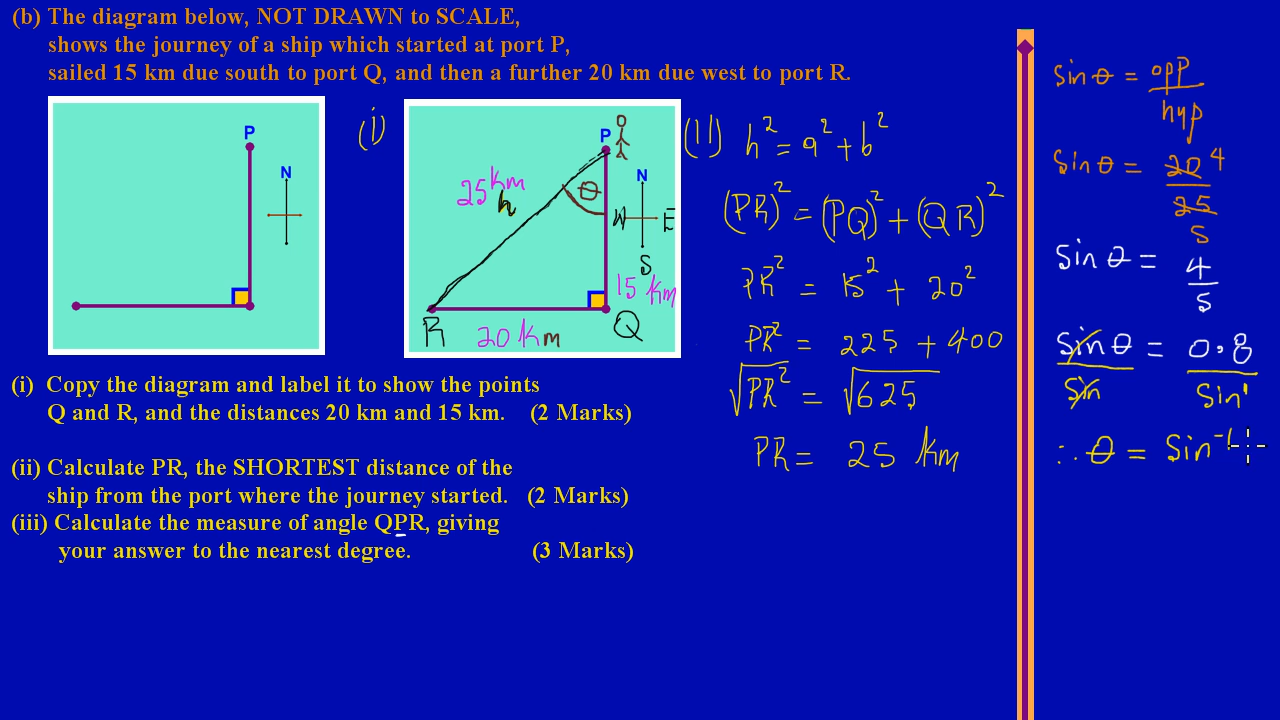 (b) The diagram below, NOT DRAWN to SCALE,
shows the journey of a ship which started at port P,
sailed 15 km due south to port Q, and then a further 20 km due west to port R.
P
N
(i)
P
25 km
h
θ
N
W E
S
15 km
R 20 km Q
(i) Copy the diagram and label it to show the points
Q and R, and the distances 20 km and 15 km. (2 Marks)
(ii) Calculate PR, the SHORTEST distance of the
ship from the port where the journey started. (2 Marks)
(iii) Calculate the measure of angle QPR, giving
your answer to the nearest degree. (3 Marks)
(II) h² = a² + b²
(PR)² = (PQ)² + (QR)²
PR² = 15² + 20²
PR² = 225 + 400
√PR² = √625
PR = 25 km
Sin θ = opp
hyp
Sin θ = 20 4
25
5
Sin θ = 4
5
Sin θ = 0.8
Sin Sin'
∴ θ = Sin⁻¹